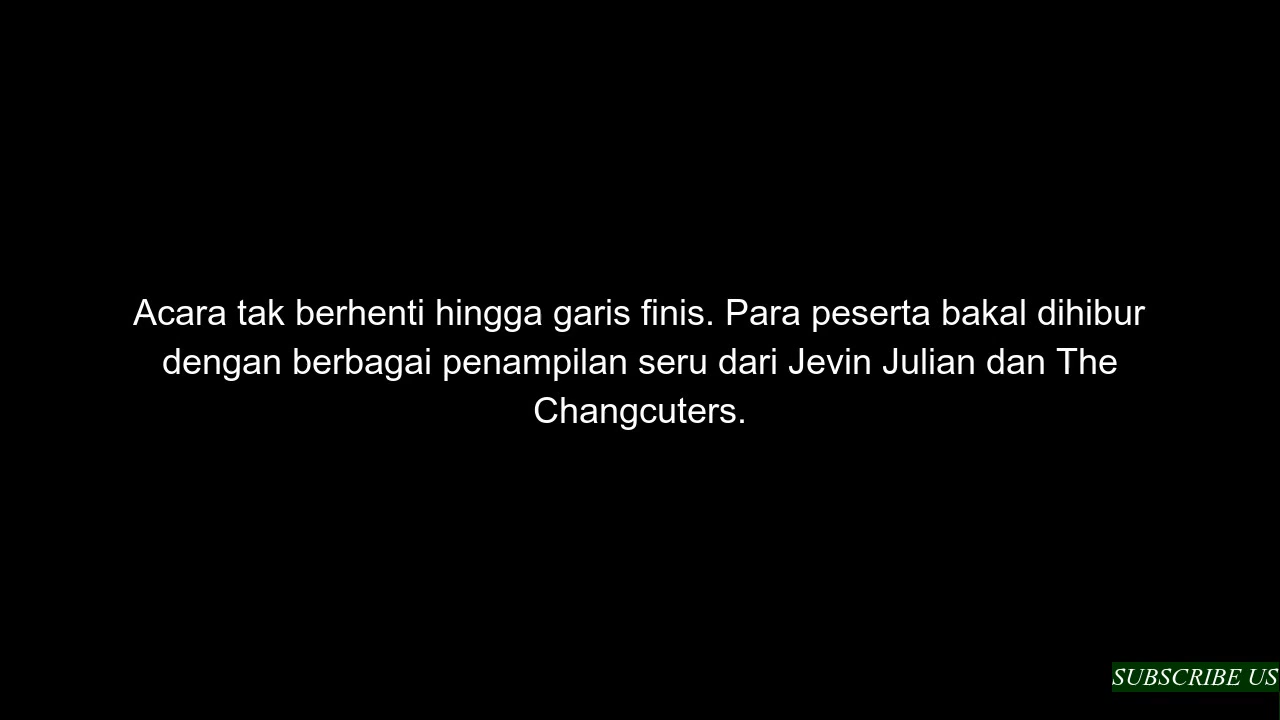 Acara tak berhenti hingga garis finis. Para peserta bakal dihibur
dengan berbagai penampilan seru dari Jevin Julian dan The
Changcuters.
SUBSCRIBE US